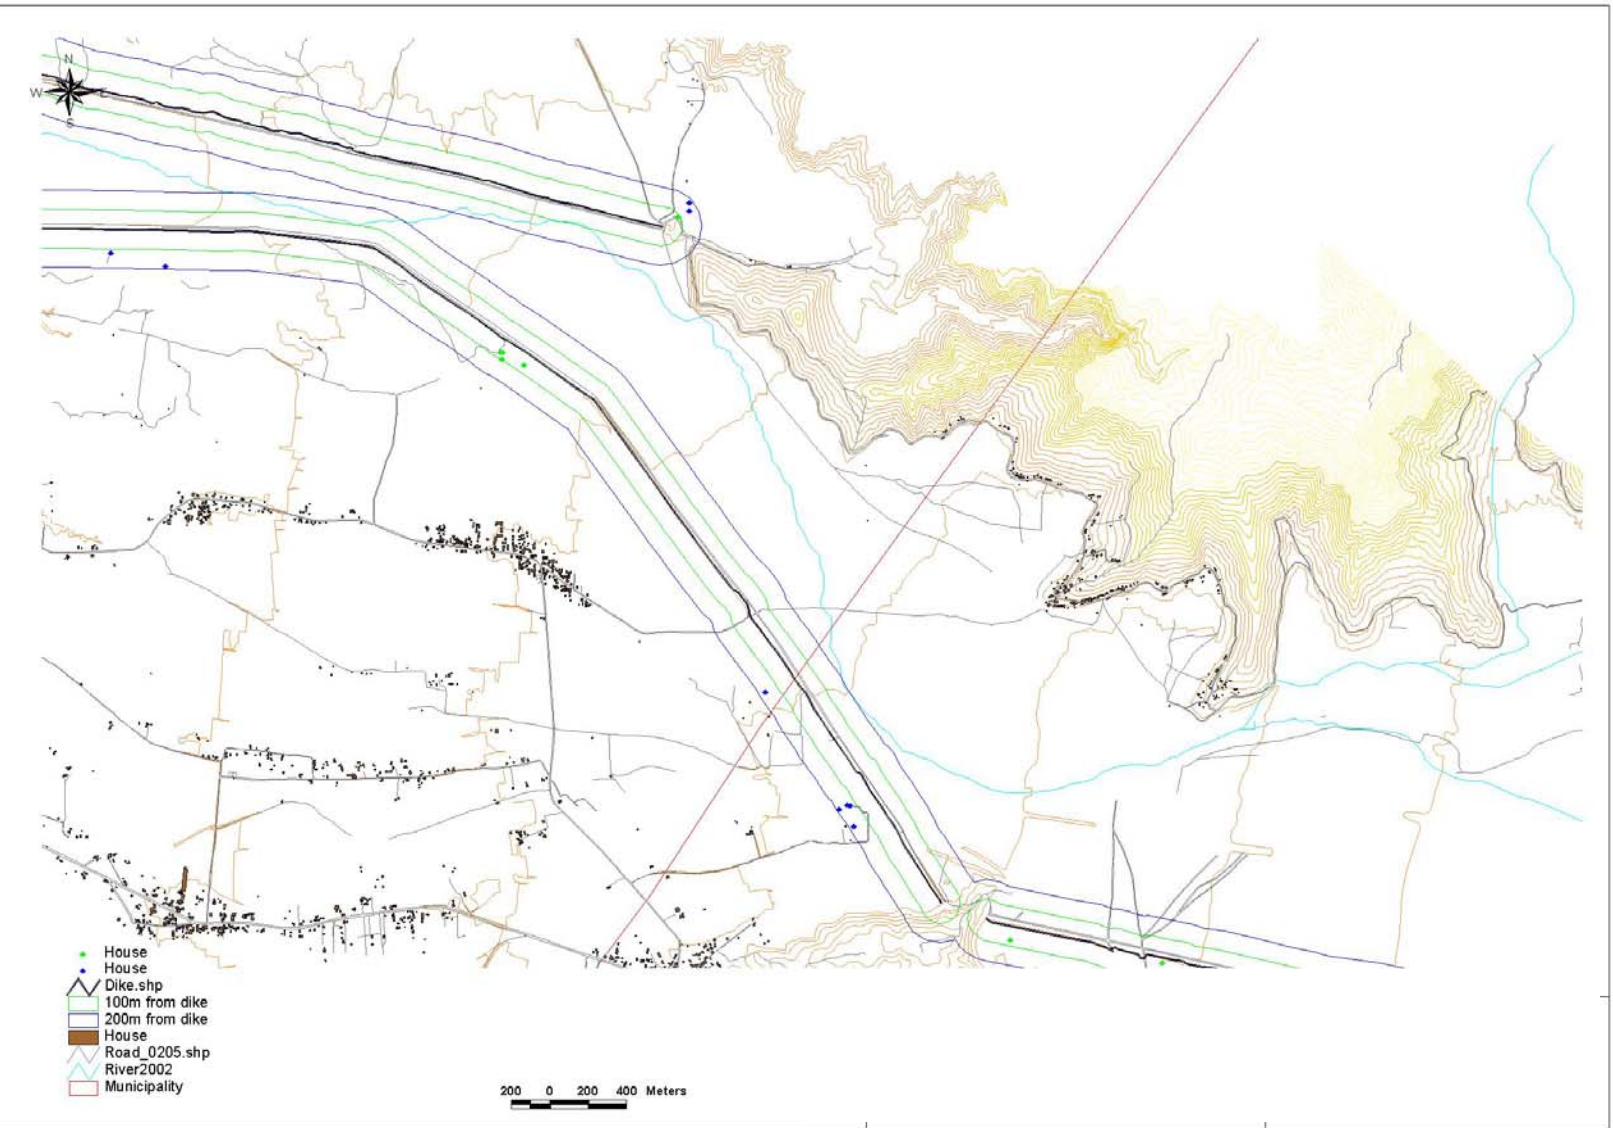 N
W E
S
House
House
Dike.shp
100m from dike
200m from dike
House
Road_0205.shp
River2002
Municipality
200 0 200 400 Meters